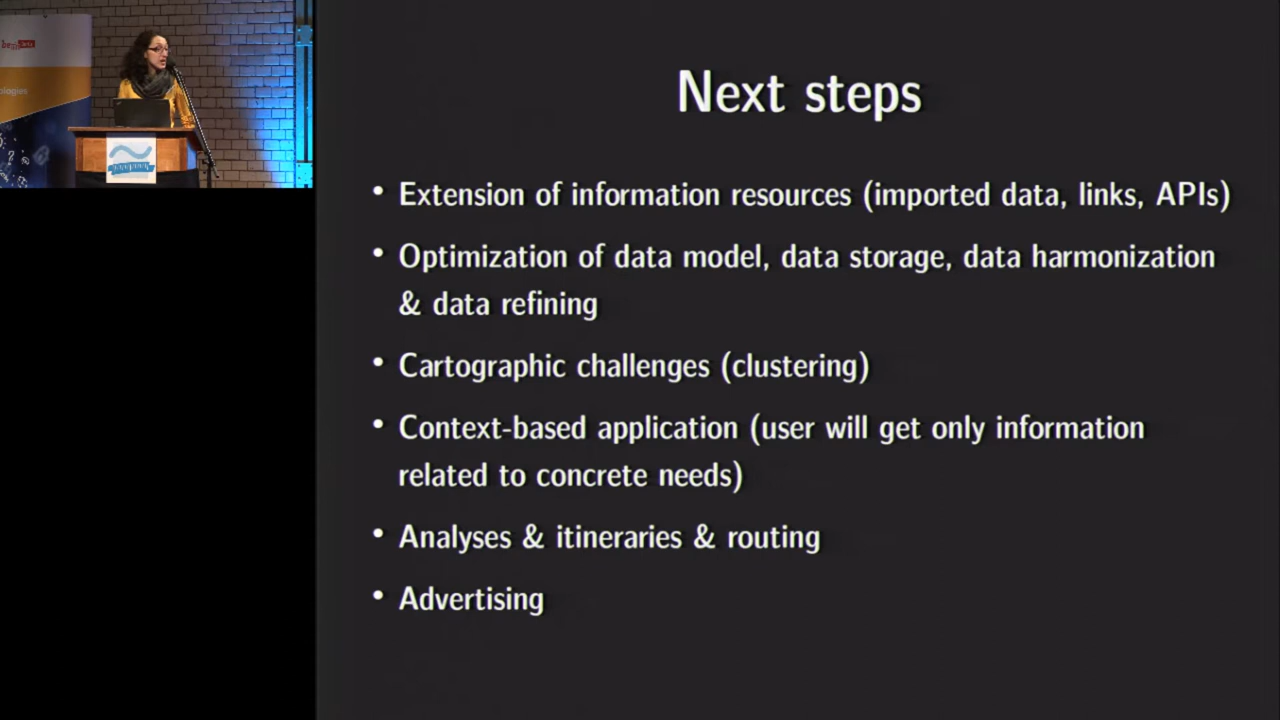 Next steps
• Extension of information resources (imported data, links, APIs)
• Optimization of data model, data storage, data harmonization
& data refining
• Cartographic challenges (clustering)
• Context-based application (user will get only information
related to concrete needs)
• Analyses & itineraries & routing
• Advertising